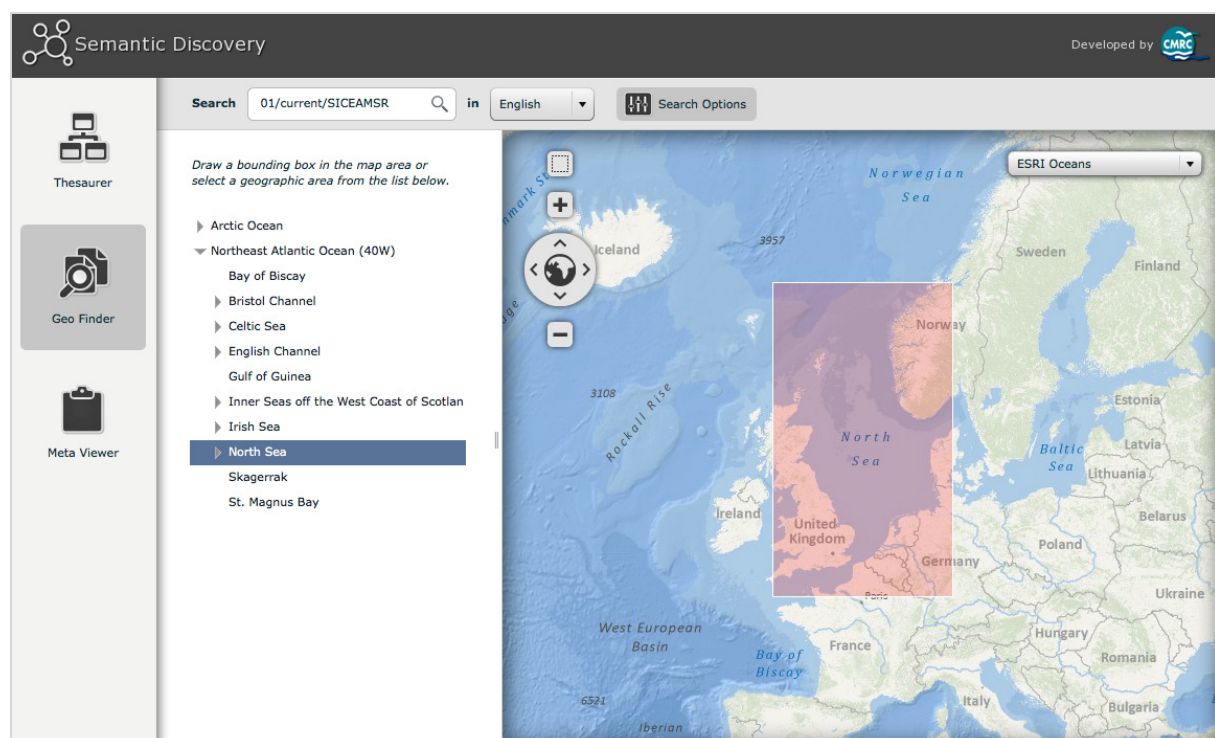 Semantic Discovery
Developed by CMRC
Search 01/current/SICEAMSR in English Search Options
Thesaurer
Geo Finder
Meta Viewer
Draw a bounding box in the map area or
select a geographic area from the list below.
Arctic Ocean
Northeast Atlantic Ocean (40W)
Bay of Biscay
Bristol Channel
Celtic Sea
English Channel
Gulf of Guinea
Inner Seas off the West Coast of Scotlan
Irish Sea
North Sea
Skagerrak
St. Magnus Bay
ESRI Oceans
Norwegian
Sea
Iceland
3957
Sweden
Finland
Norway
3108
Rockall Rise
Estonia
North
Sea
Baltic
Sea
Latvia
Lithuania
Ireland
United
Kingdom
Belarus
Poland
Germany
Paris
Ukraine
West European
Basin
Bay of
Biscay
France
Hungary
Romania
6521
Italy
Bulgaria
Iberian